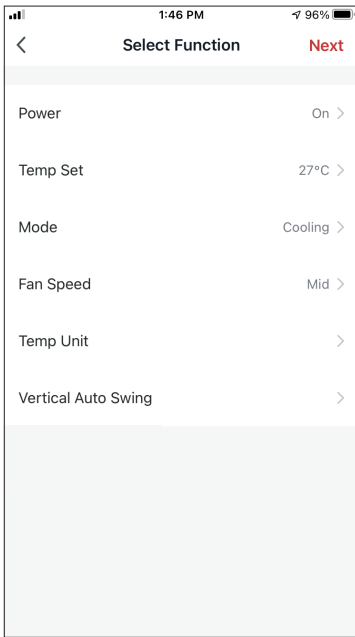 1:46 PM 96%
Select Function Next
Power On
Temp Set 27°C
Mode Cooling
Fan Speed Mid
Temp Unit
Vertical Auto Swing